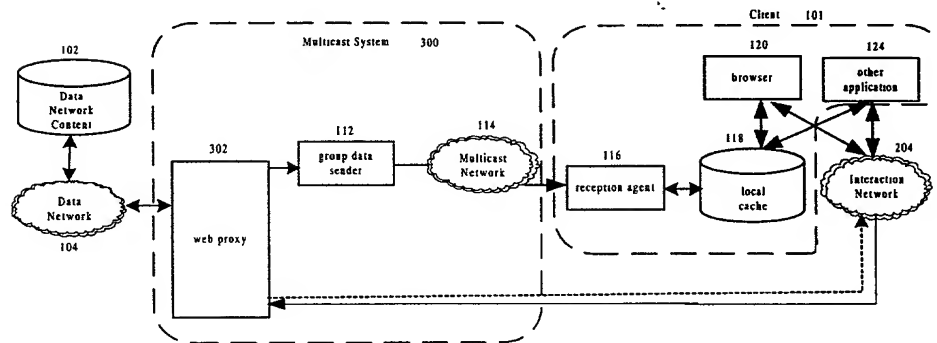 Client 101
Multicast System 300
102
Data
Network
Content
120
browser
124
other
application
112
group data
sender
114
Multicast
Network
302
web proxy
116
reception agent
118
local
cache
204
Interaction
Network
Data
Network
104